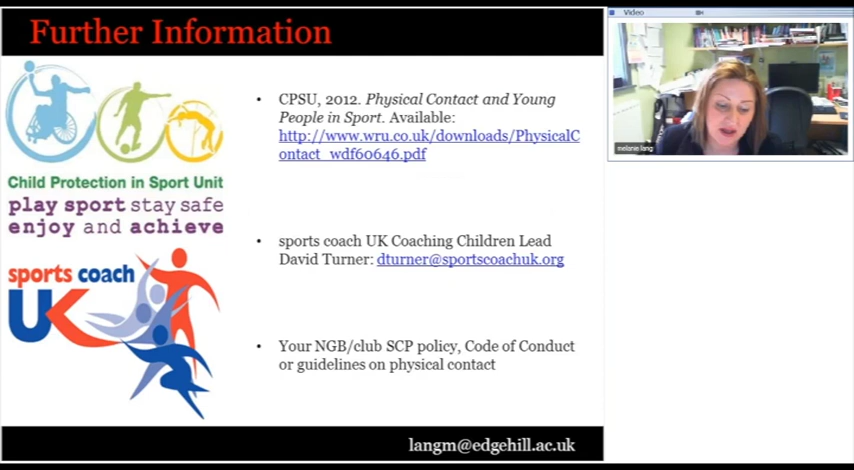 Further Information
Video
• CPSU, 2012. Physical Contact and Young
People in Sport. Available:
http://www.wru.co.uk/downloads/PhysicalC
ontact_wdf60646.pdf
melanie lang
Child Protection in Sport Unit
play sport stay safe
enjoy and achieve
• sports coach UK Coaching Children Lead
David Turner: dturner@sportscoachuk.org
sports coach
UK
• Your NGB/club SCP policy, Code of Conduct
or guidelines on physical contact
langm@edgehill.ac.uk